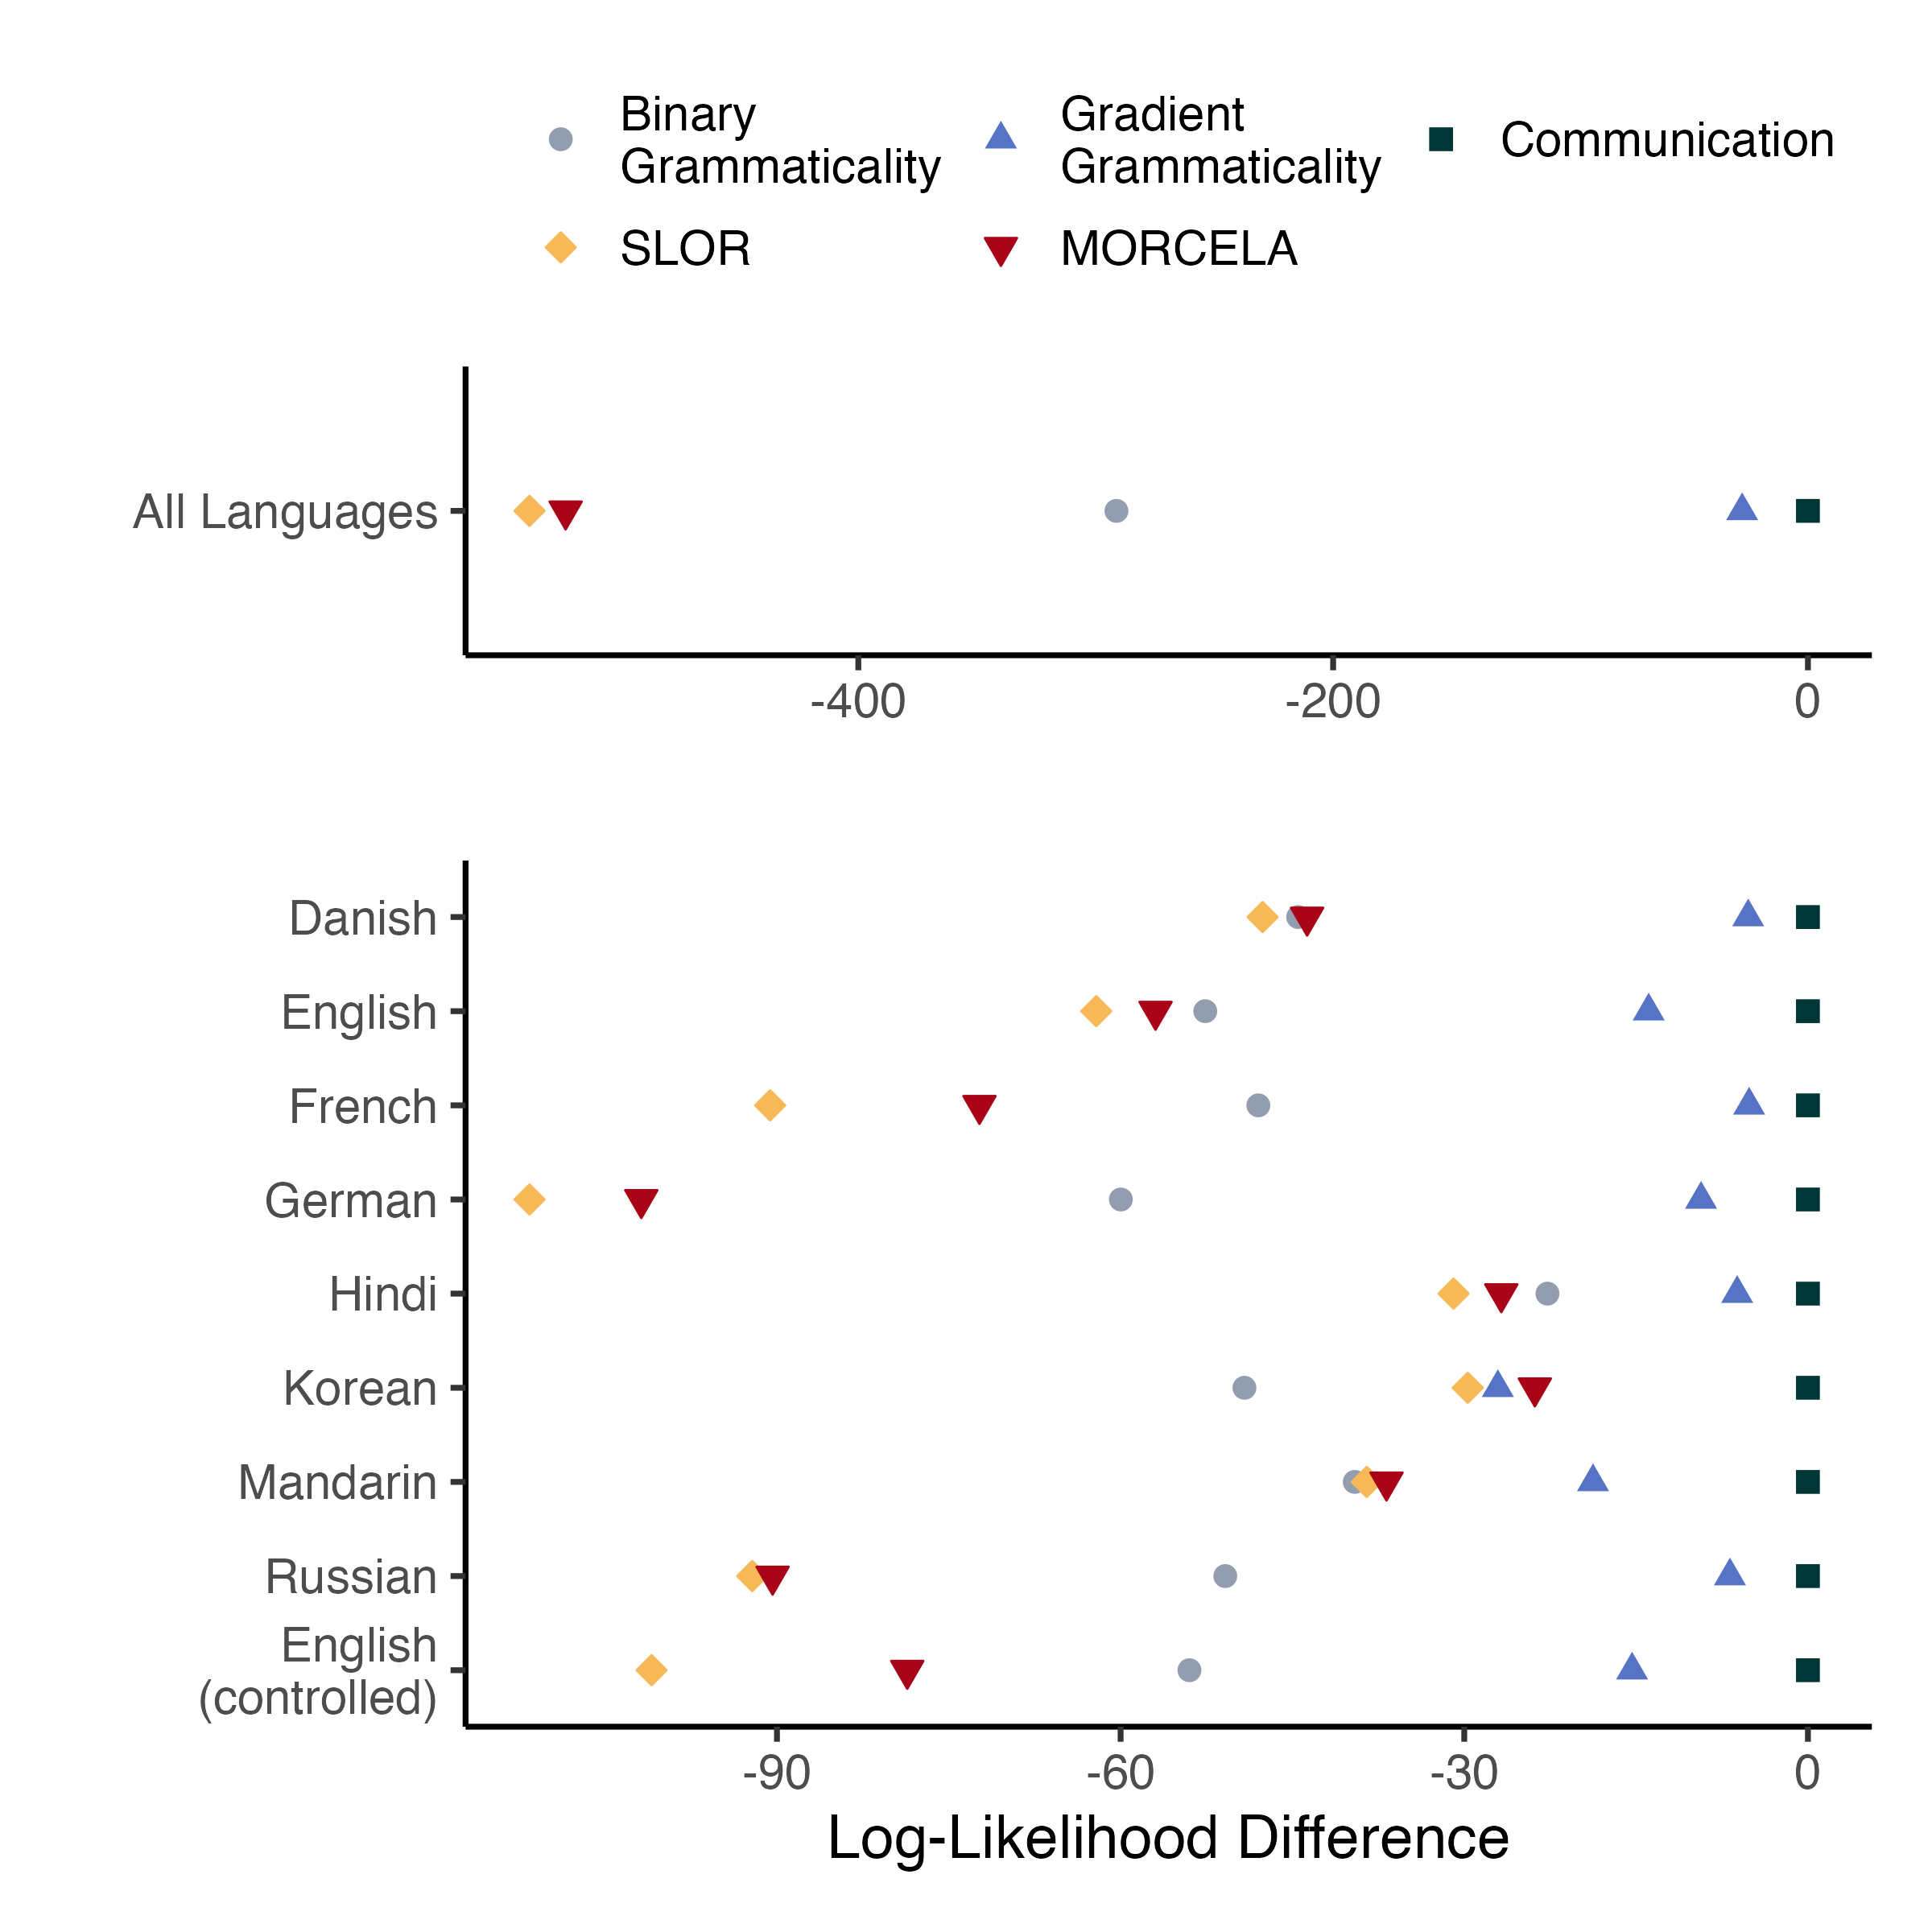 Binary
Grammaticality
Gradient
Grammaticality
Communication
SLOR
MORCELA
All Languages
-400
-200
0
Danish
English
French
German
Hindi
Korean
Mandarin
Russian
English
(controlled)
-90
-60
-30
0
Log-Likelihood Difference